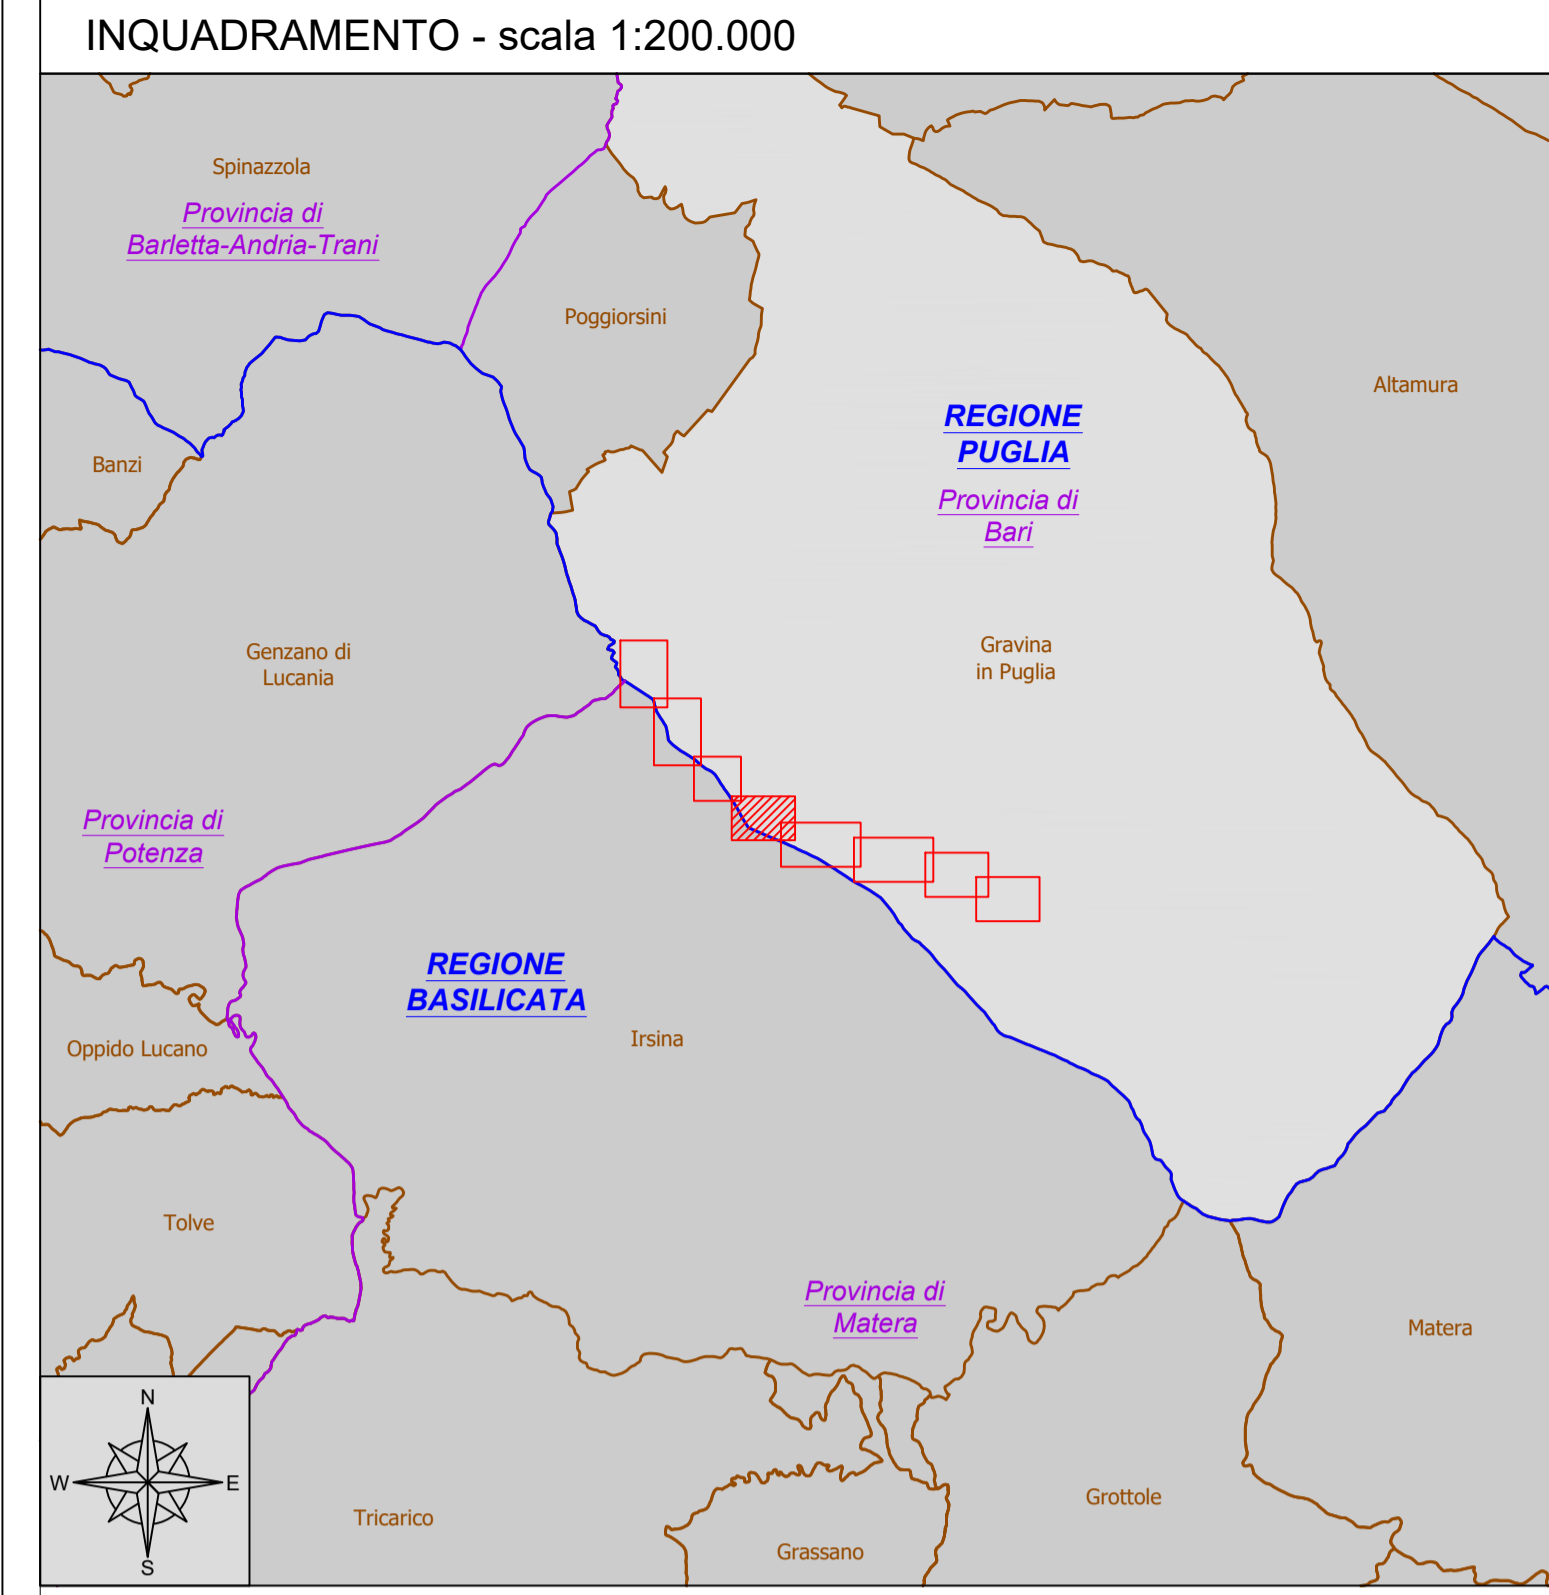 INQUADRAMENTO - scala 1:200.000
Spinazzola
Provincia di
Barletta-Andria-Trani
Poggiorsini
Altamura
REGIONE
PUGLIA
Banzi
Provincia di
Bari
Genzano di
Lucania
Gravina
in Puglia
Provincia di
Potenza
REGIONE
BASILICATA
Irsina
Oppido Lucano
Tolve
Provincia di
Matera
Matera
N
W
E
S
Tricarico
Grottole
Grassano